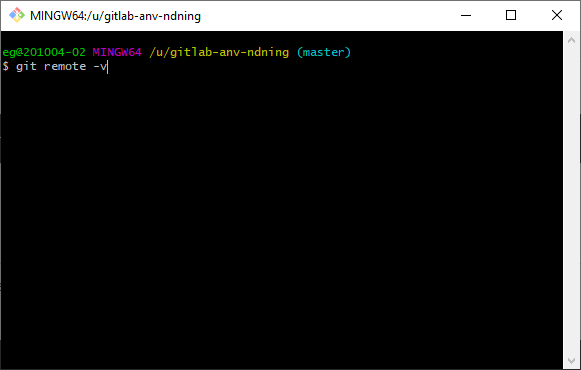 MINGW64:/u/gitlab-anv-ndning
eg@201004-02 MINGW64 /u/gitlab-anv-ndning (master)
$ git remote -v